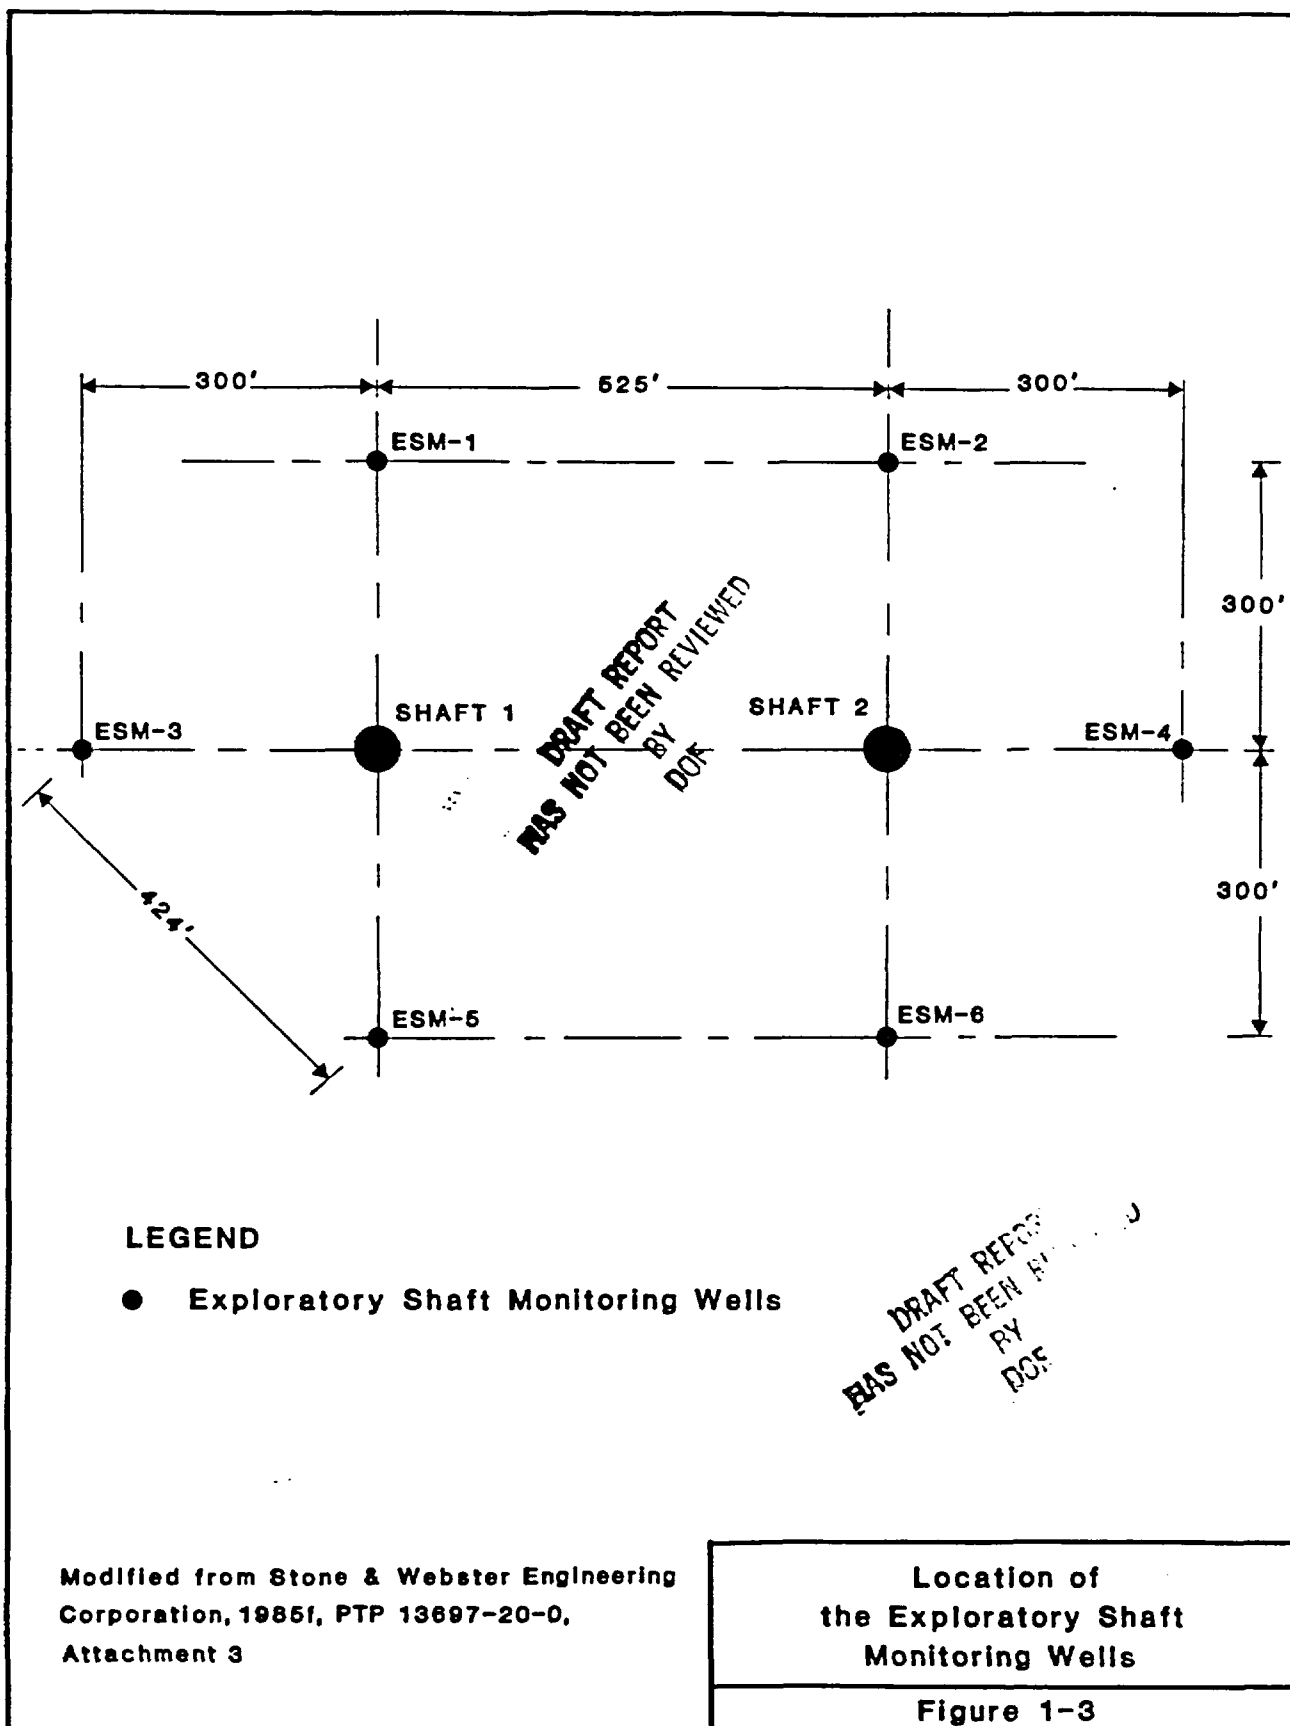 300' 525' 300'
ESM-1 ESM-2
300'
DRAFT REPORT
HAS NOT BEEN REVIEWED
BY
DOE
SHAFT 1 SHAFT 2
ESM-3 ESM-4
300'
424'
ESM-5 ESM-6
LEGEND
Exploratory Shaft Monitoring Wells
DRAFT REPOR
HAS NOT BEEN
BY
DOE
Modified from Stone & Webster Engineering
Corporation, 1985f, PTP 13697-20-0,
Attachment 3
Location of
the Exploratory Shaft
Monitoring Wells
Figure 1-3